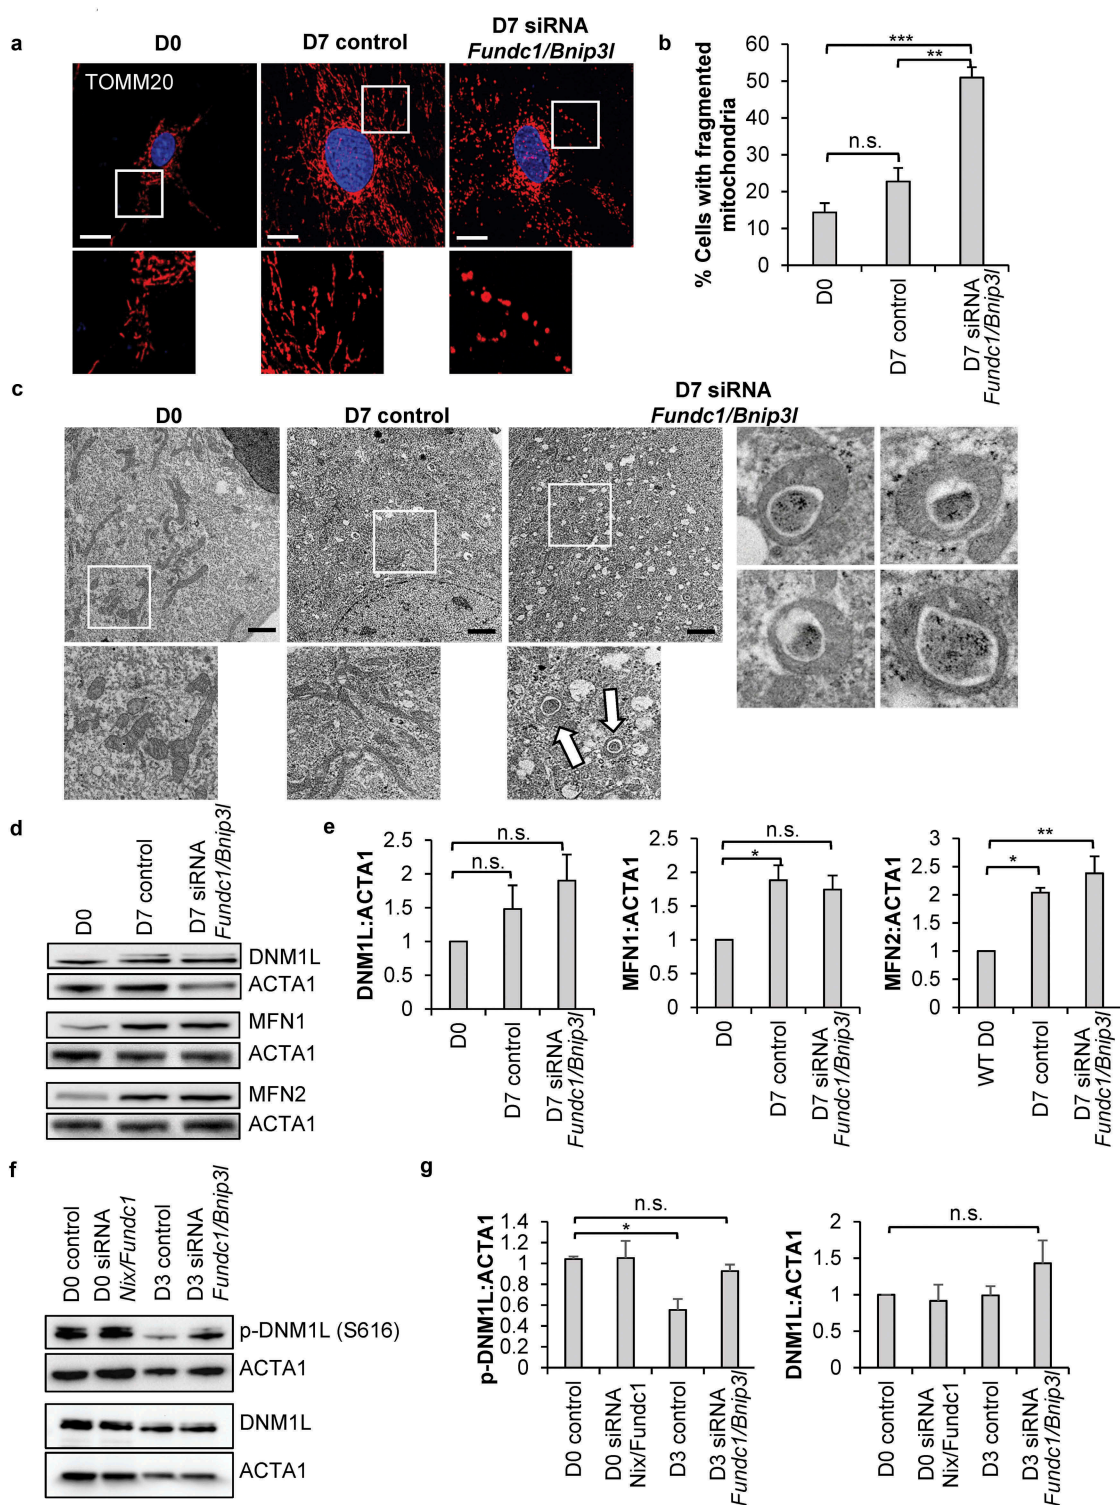 a
D0
D7 control
D7 siRNA
Fundc1/Bnip3l
TOMM20
b
% Cells with fragmented
mitochondria
60
50
40
30
20
10
0
***
**
n.s.
D0
D7 control
D7 siRNA
Fundc1/Bnip3l
c
D0
D7 control
D7 siRNA
Fundc1/Bnip3l
d
D0
D7 control
D7 siRNA
Fundc1/Bnip3l
DNM1L
ACTA1
MFN1
ACTA1
MFN2
ACTA1
e
DNM1L:ACTA1
2.5
2
1.5
1
0.5
0
n.s.
n.s.
D0
D7 control
D7 siRNA
Fundc1/Bnip3l
MFN1:ACTA1
2.5
2
1.5
1
0.5
0
n.s.
*
D0
D7 control
D7 siRNA
Fundc1/Bnip3l
MFN2:ACTA1
3
2.5
2
1.5
1
0.5
0
**
*
WT D0
D7 control
D7 siRNA
Fundc1/Bnip3l
f
D0 control
D0 siRNA
Nix/Fundc1
D3 control
D3 siRNA
Fundc1/Bnip3l
p-DNM1L (S616)
ACTA1
DNM1L
ACTA1
g
p-DNM1L:ACTA1
1.4
1.2
1
0.8
0.6
0.4
0.2
0
n.s.
*
D0 control
D0 siRNA
Nix/Fundc1
D3 control
D3 siRNA
Fundc1/Bnip3l
DNM1L:ACTA1
2
1.5
1
0.5
0
n.s.
D0 control
D0 siRNA
Nix/Fundc1
D3 control
D3 siRNA
Fundc1/Bnip3l